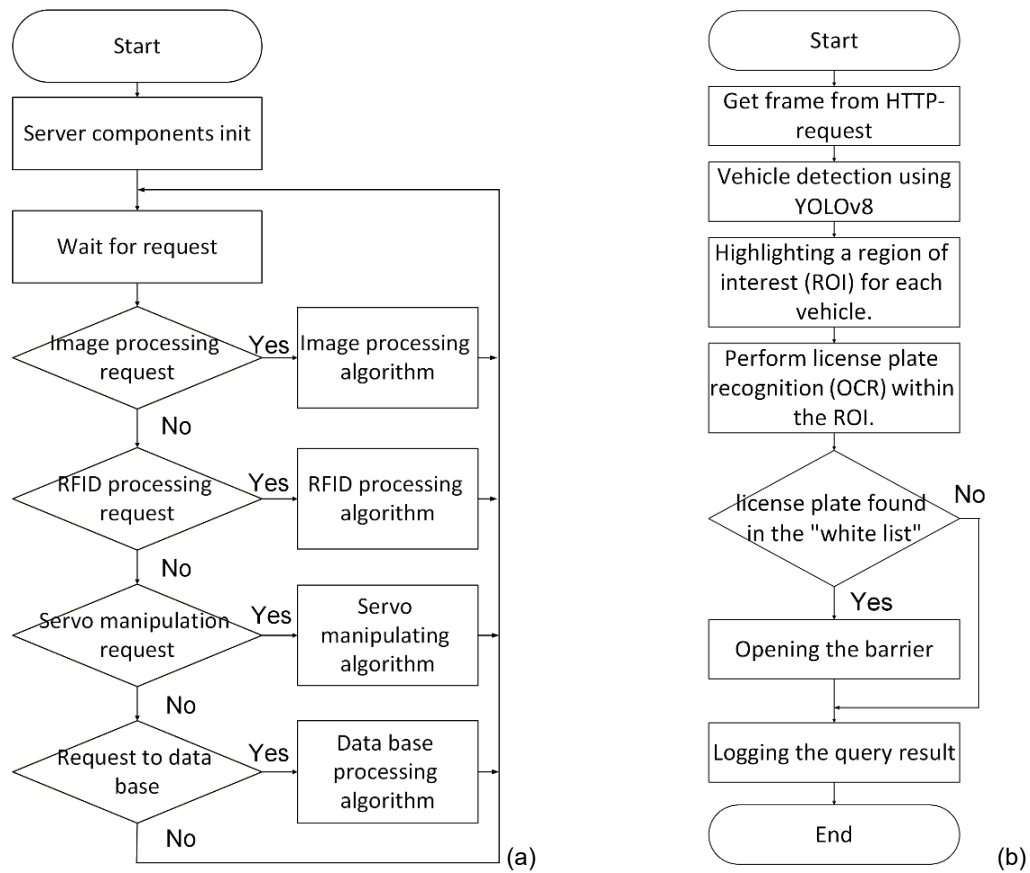 Start
Server components init
Wait for request
Image processing
request
Yes
Image processing
algorithm
No
RFID processing
request
Yes
RFID processing
algorithm
No
Servo manipulation
request
Yes
Servo
manipulating
algorithm
No
Request to data
base
Yes
Data base
processing
algorithm
No
(a)
Start
Get frame from HTTP-
request
Vehicle detection using
YOLOv8
Highlighting a region of
interest (ROI) for each
vehicle.
Perform license plate
recognition (OCR) within
the ROI.
license plate found
in the "white list"
No
Yes
Opening the barrier
Logging the query result
End
(b)